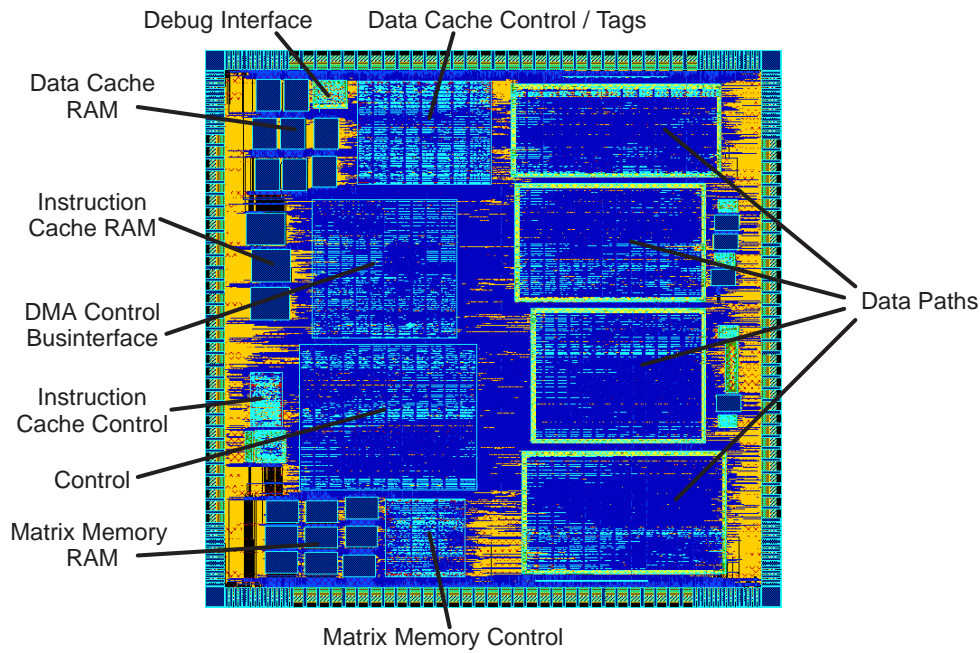 Debug Interface
Data Cache Control / Tags
Data Cache
RAM
Instruction
Cache RAM
DMA Control
Businterface
Data Paths
Instruction
Cache Control
Control
Matrix Memory
RAM
Matrix Memory Control